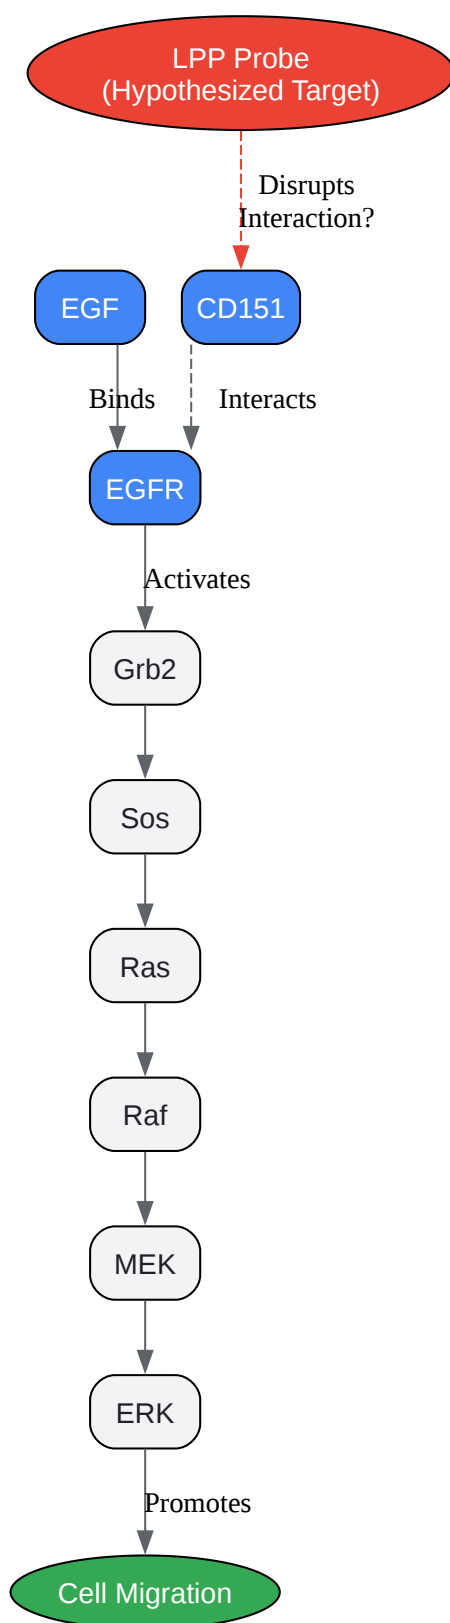 LPP Probe
(Hypothesized Target)
Disrupts
Interaction?
EGF
CD151
Binds
Interacts
EGFR
Activates
Grb2
Sos
Ras
Raf
MEK
ERK
Promotes
Cell Migration